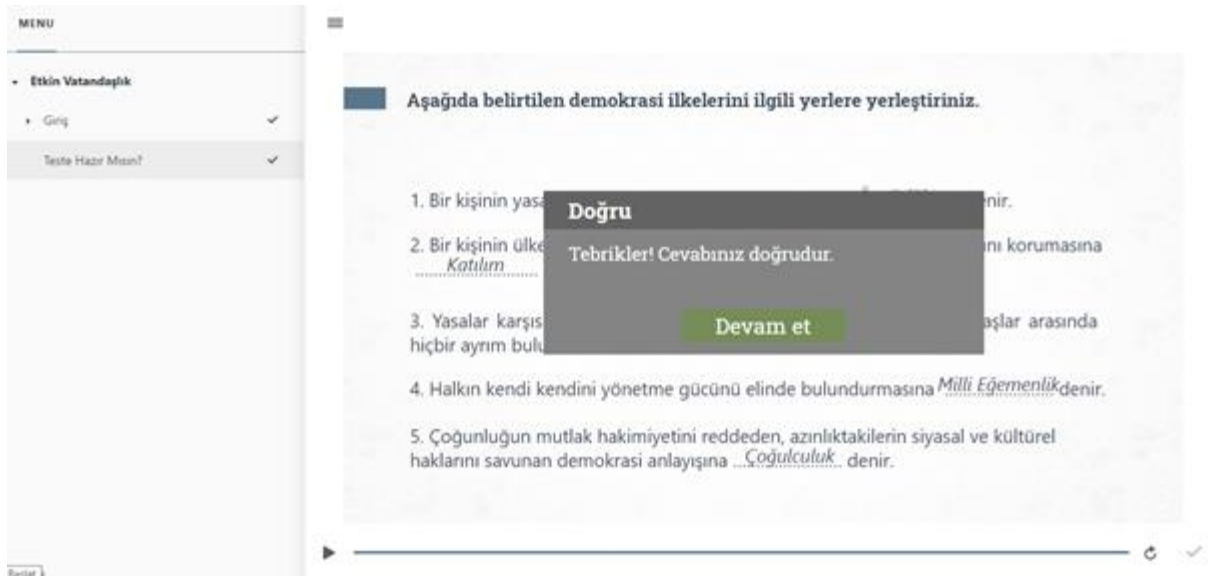 MENU
Etkin Vatandaşlık
Giriş
Teste Hazır Mısın?
Aşağıda belirtilen demokrasi ilkelerini ilgili yerlere yerleştiriniz.
1. Bir kişinin yasa
nir.
2. Bir kişinin ülke
nı korumasına
Katılım
Doğru
Tebrikler! Cevabınız doğrudur.
Devam et
3. Yasalar karşıs
aşlar arasında
hiçbir ayrım bulu
4. Halkın kendi kendini yönetme gücünü elinde bulundurmasına Milli Eğemenlik denir.
5. Çoğunluğun mutlak hakimiyetini reddeden, azınlıktakilerin siyasal ve kültürel
haklarını savunan demokrasi anlayışına Çoğulculuk denir.